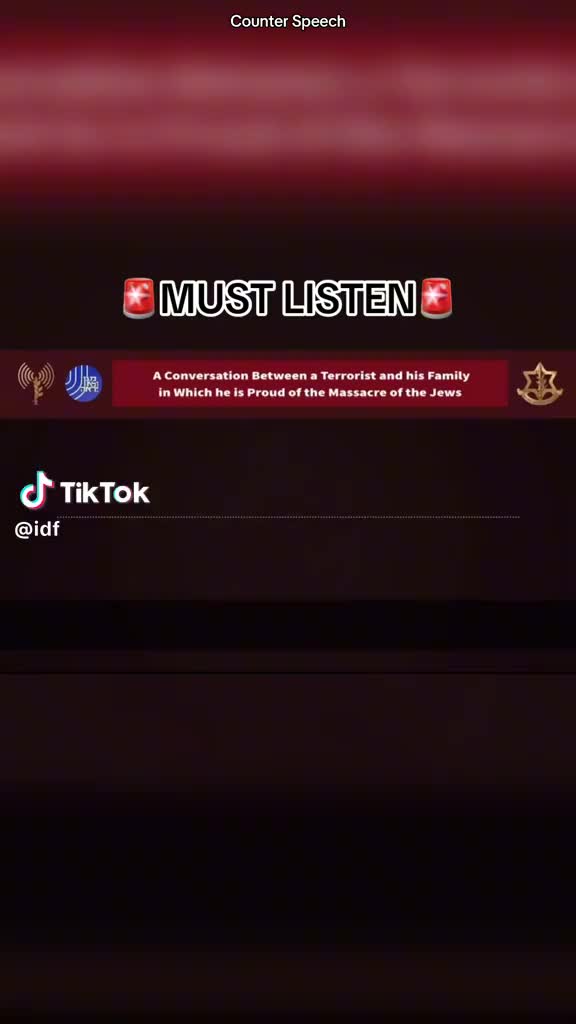 Counter Speech
🚨MUST LISTEN🚨
A Conversation Between a Terrorist and his Family
in Which he is Proud of the Massacre of the Jews
TikTok
@idf